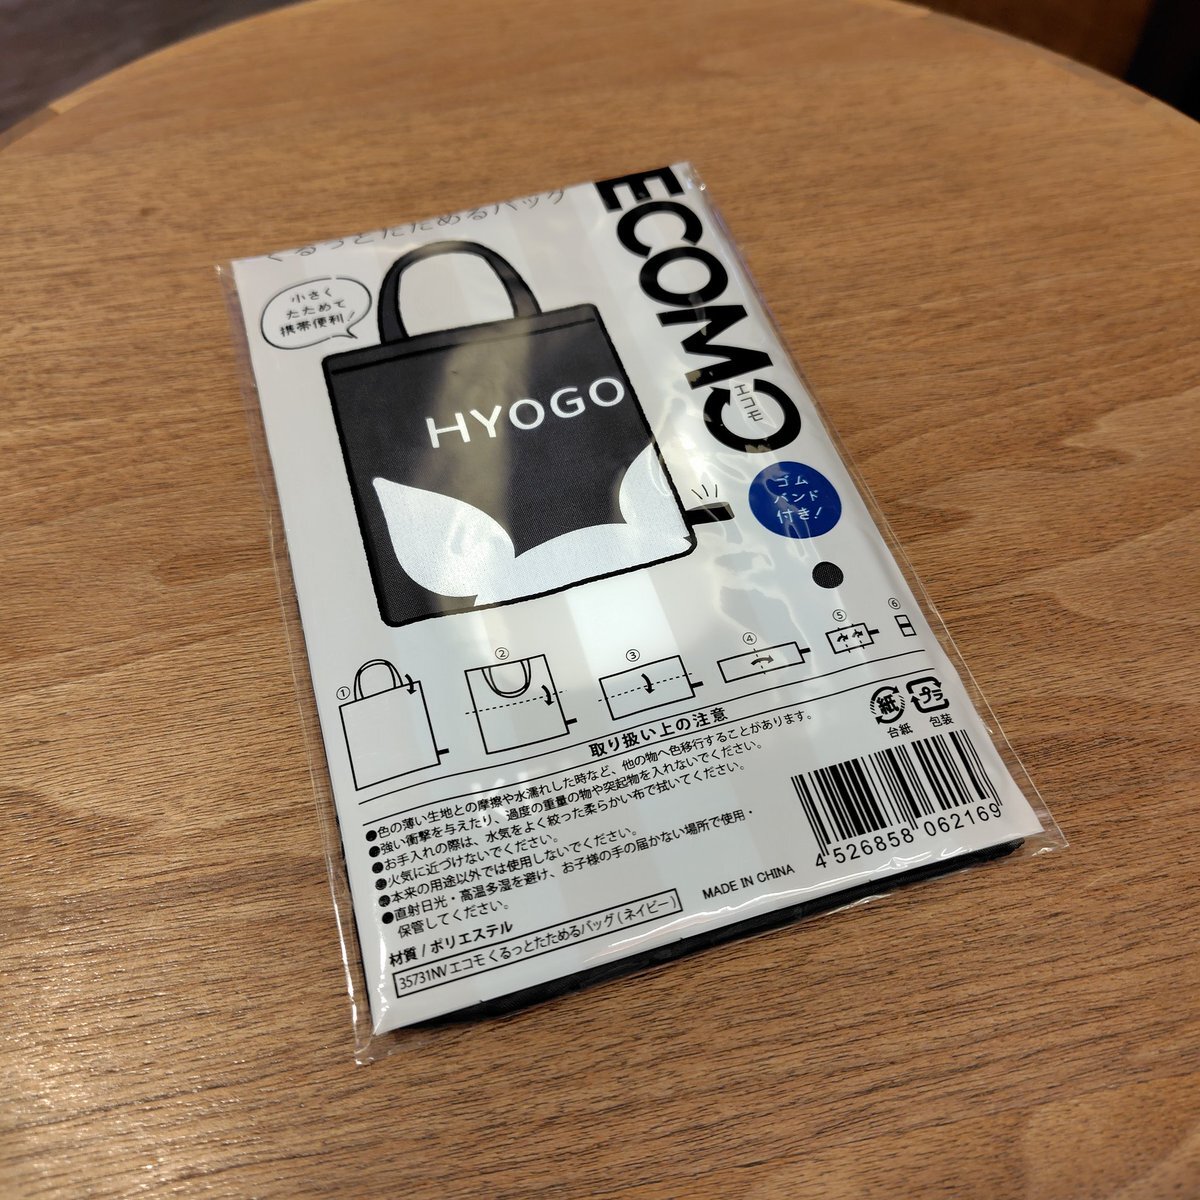 くるっとたためるバッグ
ECOMO
エコモ
小さく
たためて
携帯便利!
HYOGO
ゴム
バンド
付き!
①
②
③
④
⑤
⑥
取り扱い上の注意
●色の薄い生地との摩擦や水濡れした時など、他の物へ色移行することがあります。
●強い衝撃を与えたり、過度の重量の物や突起物を入れないでください。
●お手入れの際は、水気をよく絞った柔らかい布で拭いてください。
●火気に近づけないでください。
●本来の用途以外では使用しないでください。
●直射日光・高温多湿を避け、お子様の手の届かない場所で使用・
保管してください。
材質/ポリエステル
35731NV エコモ くるっとたためるバッグ(ネイビー)
MADE IN CHINA
紙
台紙
プラ
包装
4 526858 062169